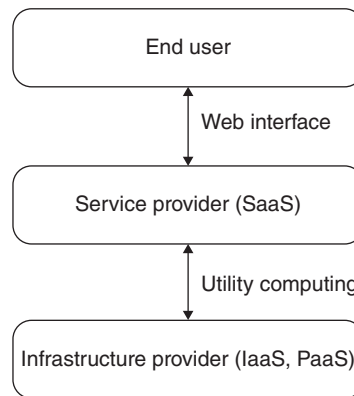 End user
Web interface
Service provider (SaaS)
Utility computing
Infrastructure provider (IaaS, PaaS)